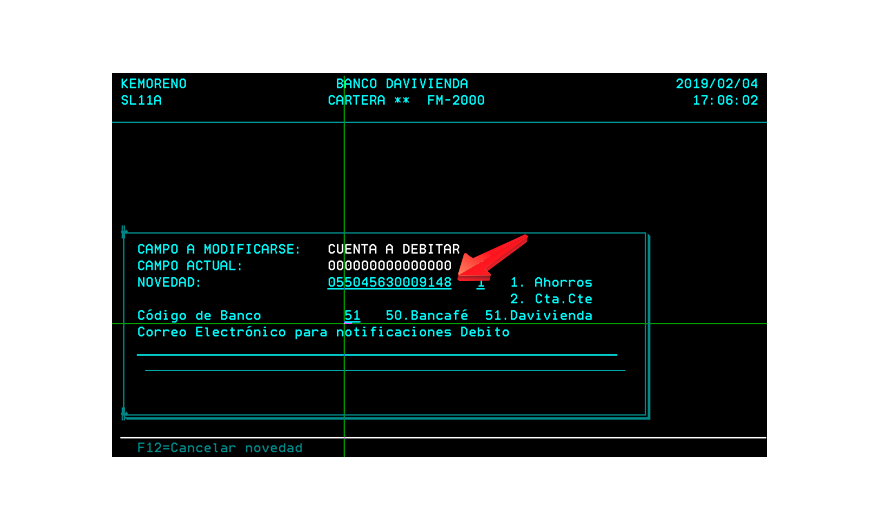 KEMORENO BANCO DAVIVIENDA 2019/02/04
SL11A CARTERA ** FM-2000 17:06:02
CAMPO A MODIFICARSE: CUENTA A DEBITAR
CAMPO ACTUAL: 000000000000000
NOVEDAD: 055045630009148 1 1. Ahorros
2. Cta.Cte
Código de Banco 51 50.Bancafé 51.Davivienda
Correo Electrónico para notificaciones Debito
F12=Cancelar novedad